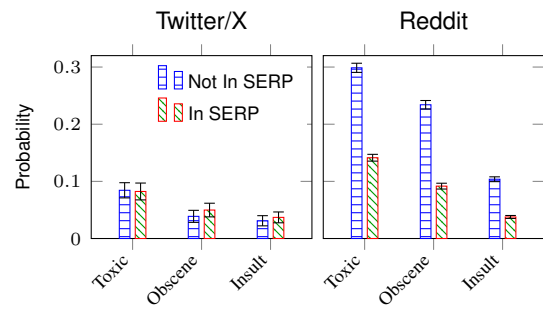 Twitter/X
Reddit
0.3
0.2
0.1
0
Probability
Not In SERP
In SERP
Toxic
Obscene
Insult
Toxic
Obscene
Insult